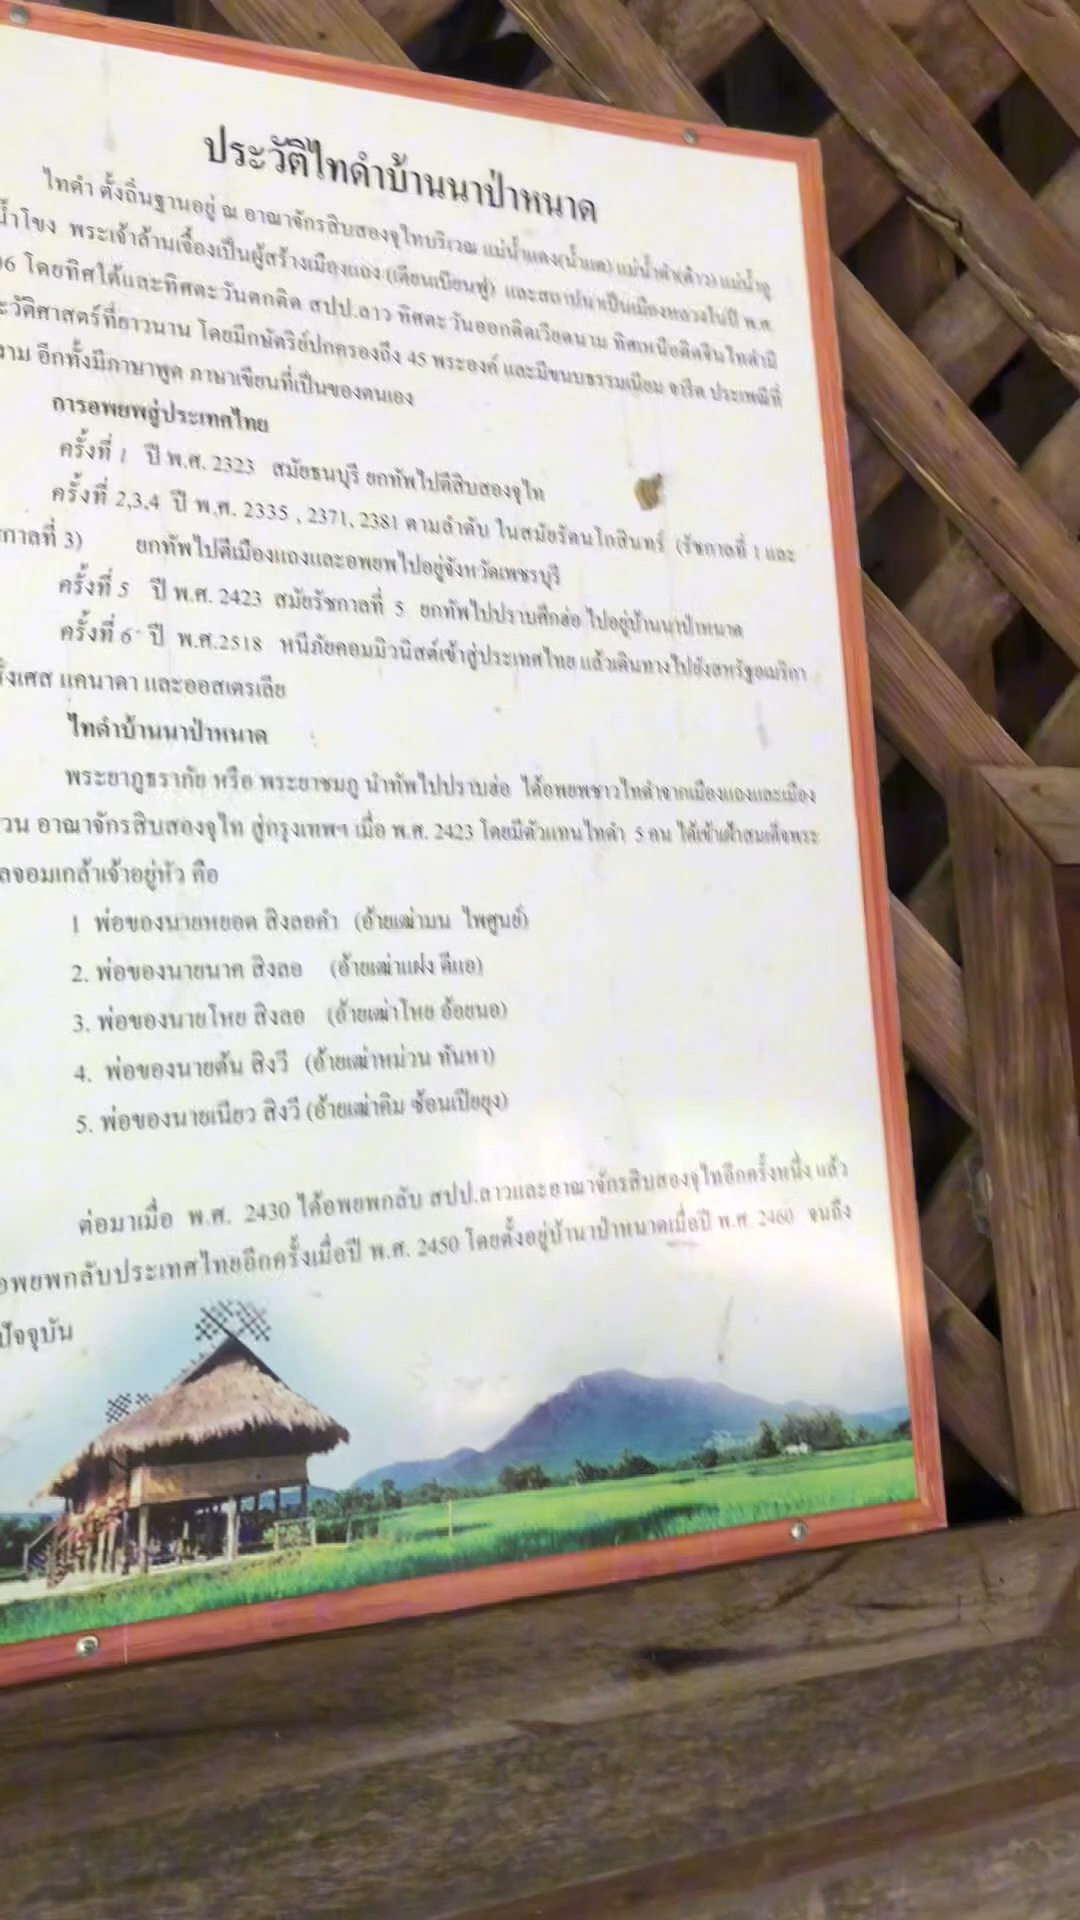 ประวัติไทดำบ้านนาป่าหนาด
ไทดำ ตั้งถิ่นฐานอยู่ ณ อาณาจักรสิบสองจุไทบริเวณ แม่น้ำแดง(น้ำแต) แม่น้ำดำ(ดำว) แม่น้ำอู
น้ำโขง พระเจ้าล้านเจื้องเป็นผู้สร้างเมืองแถง (เดียนเบียนฟู) และสถาปนาเป็นเมืองหลวงในปี พ.ศ.
06 โดยทิศใต้และทิศตะวันตกติด สปป.ลาว ทิศตะวันออกติดเวียดนาม ทิศเหนือติดจีนไทดำมี
ะวัติศาสตร์ที่ยาวนาน โดยมีกษัตริย์ปกครองถึง 45 พระองค์ และมีขนบธรรมเนียม จารีต ประเพณีที่
งาม อีกทั้งมีภาษาพูด ภาษาเขียนที่เป็นของตนเอง
การอพยพสู่ประเทศไทย
ครั้งที่ 1 ปี พ.ศ. 2323 สมัยธนบุรี ยกทัพไปตีสิบสองจุไท
ครั้งที่ 2,3,4 ปี พ.ศ. 2335 , 2371, 2381 ตามลำดับ ในสมัยรัตนโกสินทร์ (รัชกาลที่ 1 และ
กาลที่ 3) ยกทัพไปตีเมืองแถงและอพยพไปอยู่จังหวัดเพชรบุรี
ครั้งที่ 5 ปี พ.ศ. 2423 สมัยรัชกาลที่ 5 ยกทัพไปปราบศึกฮ่อ ไปอยู่บ้านนาป่าหนาด
ครั้งที่ 6 ปี พ.ศ.2518 หนีภัยคอมมิวนิสต์เข้าสู่ประเทศไทย แล้วเดินทางไปยังสหรัฐอเมริกา
รั่งเศส แคนาดา และออสเตรเลีย
ไทดำบ้านนาป่าหนาด
พระยาภูธราภัย หรือ พระยาชมภู นำทัพไปปราบฮ่อ ได้อพยพชาวไทดำจากเมืองแถงและเมือง
วน อาณาจักรสิบสองจุไท สู่กรุงเทพฯ เมื่อ พ.ศ. 2423 โดยมีตัวแทนไทดำ 5 คน ได้เข้าเฝ้าสมเด็จพระ
ลจอมเกล้าเจ้าอยู่หัว คือ
1 พ่อของนายหยอด สิงลอคำ (อ้ายเฒ่ามน ไพศูนย์)
2. พ่อของนายนาค สิงลอ (อ้ายเฒ่าแฝง ดีแอ)
3. พ่อของนายโหย สิงลอ (อ้ายเฒ่าโหย อ้อยนอ)
4. พ่อของนายตัน สิงวี (อ้ายเฒ่าหม่วน ทันหา)
5. พ่อของนายเนียว สิงวี (อ้ายเฒ่าคิม ซ้อนเปียยุง)
ต่อมาเมื่อ พ.ศ. 2430 ได้อพยพกลับ สปป.ลาวและอาณาจักรสิบสองจุไทอีกครั้งหนึ่ง แล้ว
อพยพกลับประเทศไทยอีกครั้งเมื่อปี พ.ศ. 2450 โดยตั้งอยู่บ้านาป่าหนาดเมื่อปี พ.ศ. 2460 จนถึง
ปัจจุบัน